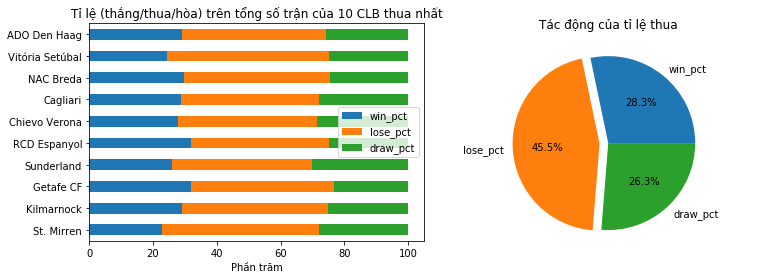 Tỉ lệ (thắng/thua/hòa) trên tổng số trận của 10 CLB thua nhất
ADO Den Haag
Vitória Setúbal
NAC Breda
Cagliari
Chievo Verona
RCD Espanyol
Sunderland
Getafe CF
Kilmarnock
St. Mirren
win_pct
lose_pct
draw_pct
0
20
40
60
80
100
Phần trăm
Tác động của tỉ lệ thua
win_pct
28.3%
lose_pct
45.5%
26.3%
draw_pct